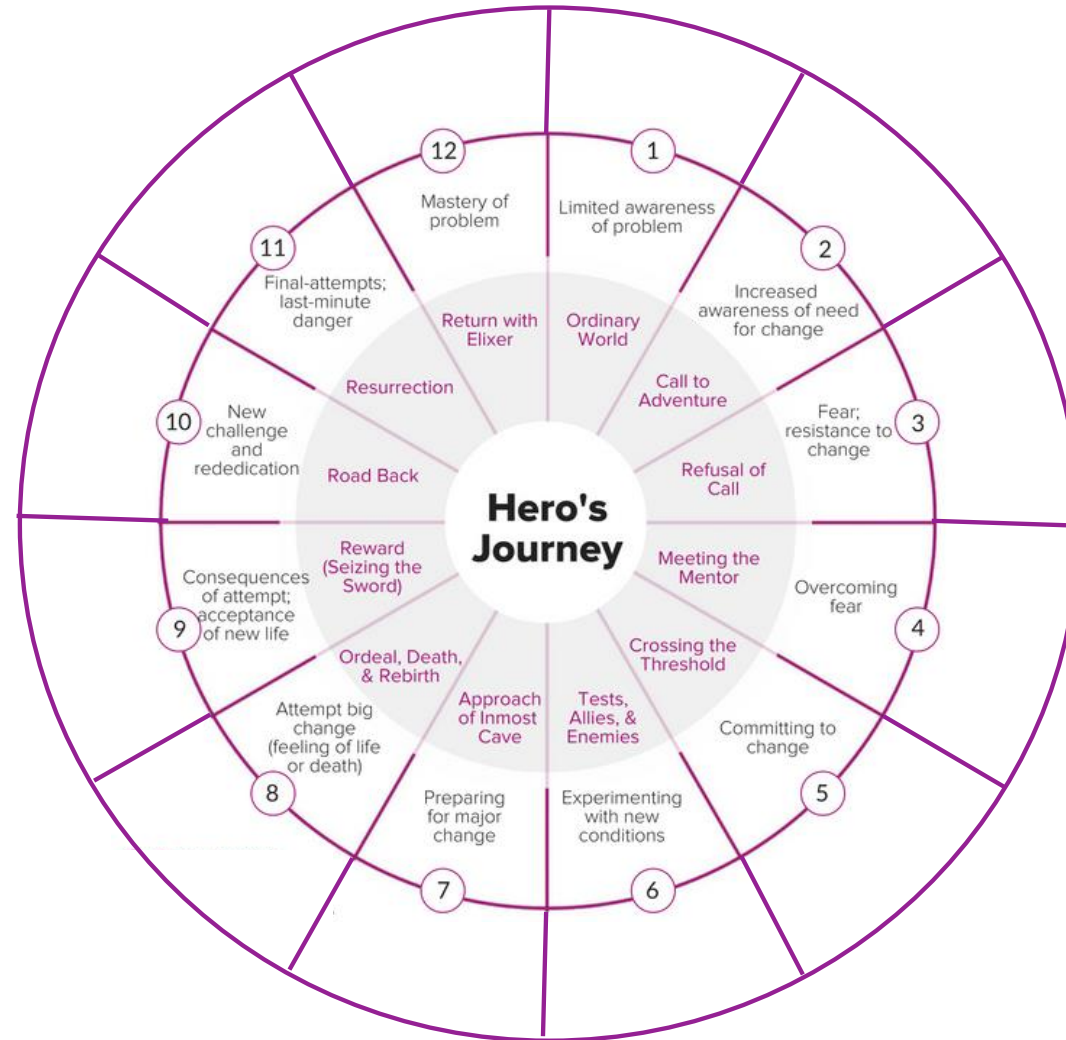 Hero's
Journey
1
Limited awareness
of problem
Ordinary
World
2
Increased
awareness of need
for change
Call to
Adventure
3
Fear;
resistance to
change
Refusal of
Call
4
Overcoming
fear
Meeting the
Mentor
5
Committing to
change
Crossing the
Threshold
6
Experimenting
with new
conditions
Tests,
Allies, &
Enemies
7
Preparing
for major
change
Approach
of Inmost
Cave
8
Attempt big
change
(feeling of life
or death)
Ordeal, Death,
& Rebirth
9
Consequences
of attempt;
acceptance
of new life
Reward
(Seizing the
Sword)
10
New
challenge
and
rededication
Road Back
11
Final-attempts;
last-minute
danger
Resurrection
12
Mastery of
problem
Return with
Elixer